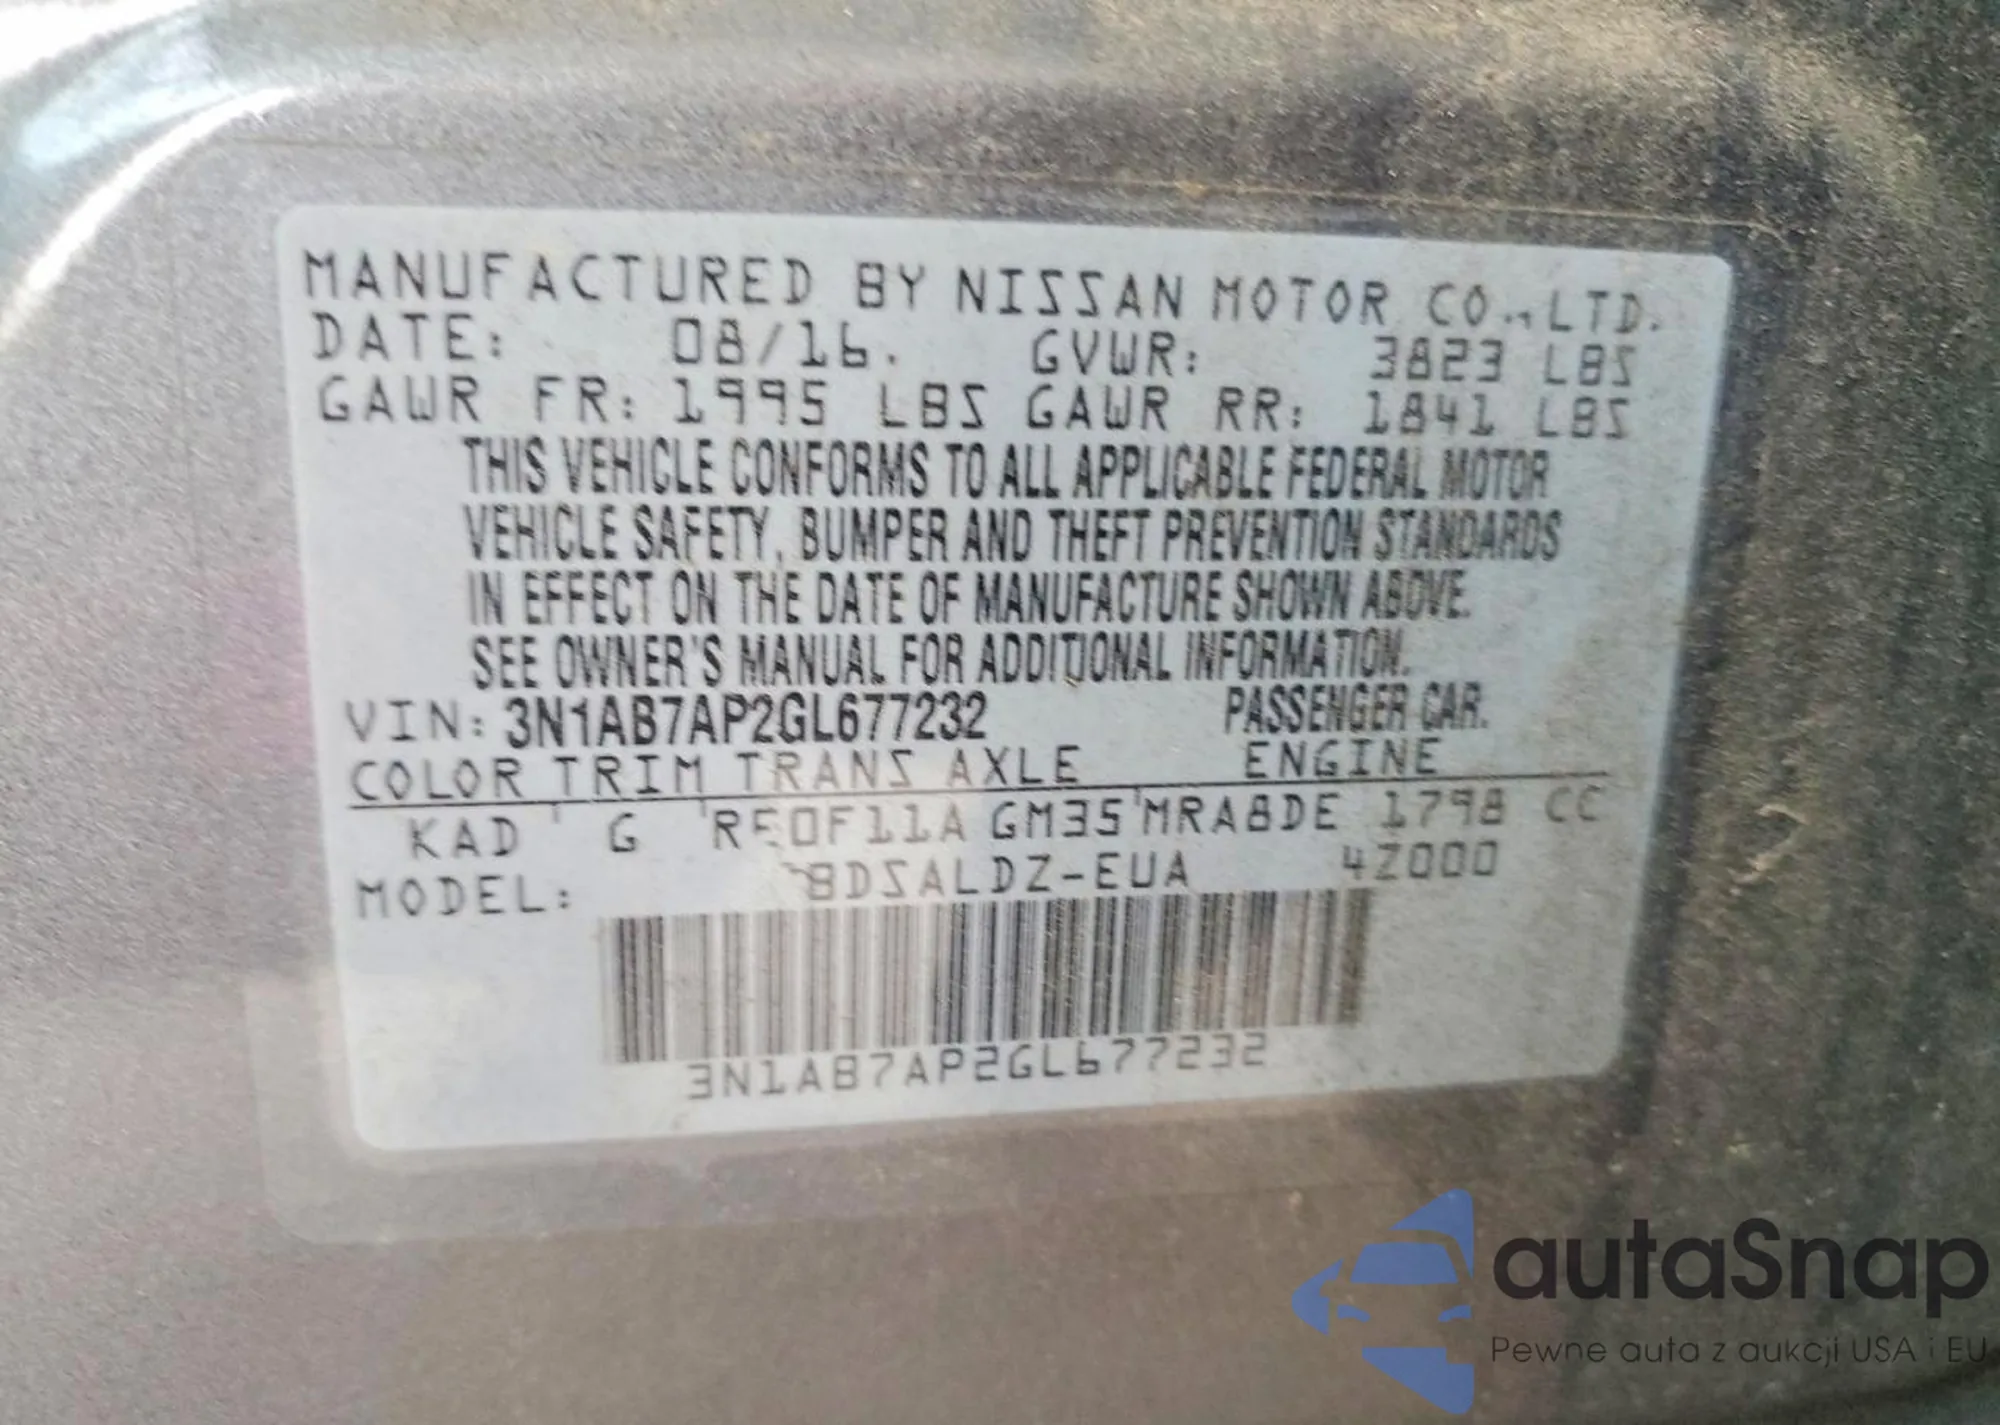 MANUFACTURED BY NISSAN MOTOR CO., LTD.
DATE: 08/16. GVWR: 3823 LBS
GAWR FR: 1995 LBS GAWR RR: 1841 LBS
THIS VEHICLE CONFORMS TO ALL APPLICABLE FEDERAL MOTOR
VEHICLE SAFETY, BUMPER AND THEFT PREVENTION STANDARDS
IN EFFECT ON THE DATE OF MANUFACTURE SHOWN ABOVE.
SEE OWNER'S MANUAL FOR ADDITIONAL INFORMATION.
VIN: 3N1AB7AP2GL677232 PASSENGER CAR.
COLOR TRIM TRANS AXLE ENGINE
KAD G RE0F11A GM35 MRA8DE 1798 CC
MODEL: 42000
3N1AB7AP2GL677232
autaSnap
Pewne auta z aukcji USA i EU